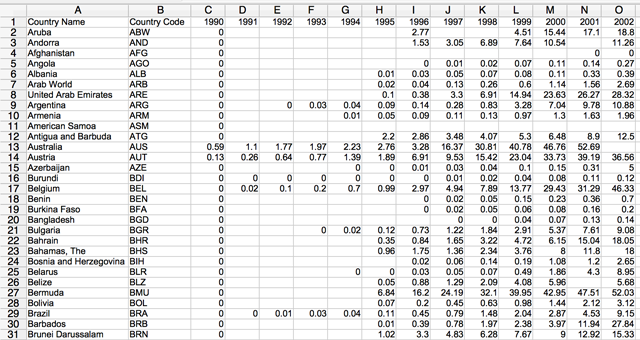 A B C D E F G H I J K L M N O
1 Country Name Country Code 1990 1991 1992 1993 1994 1995 1996 1997 1998 1999 2000 2001 2002
2 Aruba ABW 0 2.77 4.51 15.44 17.1 18.8
3 Andorra AND 0 1.53 3.05 6.89 7.64 10.54 11.26
4 Afghanistan AFG 0 0 0
5 Angola AGO 0 0 0.01 0.02 0.07 0.11 0.14 0.27
6 Albania ALB 0 0.01 0.03 0.05 0.07 0.08 0.11 0.33 0.39
7 Arab World ARB 0 0.02 0.04 0.13 0.26 0.6 1.14 1.56 2.69
8 United Arab Emirates ARE 0 0.1 0.38 3.3 6.91 14.94 23.63 26.27 28.32
9 Argentina ARG 0 0 0.03 0.04 0.09 0.14 0.28 0.83 3.28 7.04 9.78 10.88
10 Armenia ARM 0 0.01 0.05 0.09 0.11 0.13 0.97 1.3 1.63 1.96
11 American Samoa ASM 0
12 Antigua and Barbuda ATG 0 2.2 2.86 3.48 4.07 5.3 6.48 8.9 12.5
13 Australia AUS 0.59 1.1 1.77 1.97 2.23 2.76 3.28 16.37 30.81 40.78 46.76 52.69
14 Austria AUT 0.13 0.26 0.64 0.77 1.39 1.89 6.91 9.53 15.42 23.04 33.73 39.19 36.56
15 Azerbaijan AZE 0 0 0 0.01 0.03 0.04 0.1 0.15 0.31 5
16 Burundi BDI 0 0 0 0 0 0 0 0.01 0.02 0.04 0.08 0.11 0.12
17 Belgium BEL 0 0.02 0.1 0.2 0.7 0.99 2.97 4.94 7.89 13.77 29.43 31.29 46.33
18 Benin BEN 0 0 0.02 0.05 0.15 0.23 0.36 0.7
19 Burkina Faso BFA 0 0 0.02 0.05 0.06 0.08 0.16 0.2
20 Bangladesh BGD 0 0 0 0.04 0.07 0.13 0.14
21 Bulgaria BGR 0 0 0.02 0.12 0.73 1.22 1.84 2.91 5.37 7.61 9.08
22 Bahrain BHR 0 0.35 0.84 1.65 3.22 4.72 6.15 15.04 18.05
23 Bahamas, The BHS 0 0.96 1.75 1.36 2.34 3.76 8 11.8 18
24 Bosnia and Herzegovina BIH 0 0.02 0.06 0.14 0.19 1.08 1.2 2.65
25 Belarus BLR 0 0 0 0.03 0.05 0.07 0.49 1.86 4.3 8.95
26 Belize BLZ 0 0.05 0.88 1.29 2.09 4.08 5.96 5.68
27 Bermuda BMU 0 6.84 16.2 24.19 32.1 39.95 42.95 47.51 52.03
28 Bolivia BOL 0 0.07 0.2 0.45 0.63 0.98 1.44 2.12 3.12
29 Brazil BRA 0 0 0.01 0.03 0.04 0.11 0.45 0.79 1.48 2.04 2.87 4.53 9.15
30 Barbados BRB 0 0.01 0.39 0.78 1.97 2.38 3.97 11.94 27.84
31 Brunei Darussalam BRN 0 1.02 3.3 4.83 6.28 7.67 9 12.92 15.33